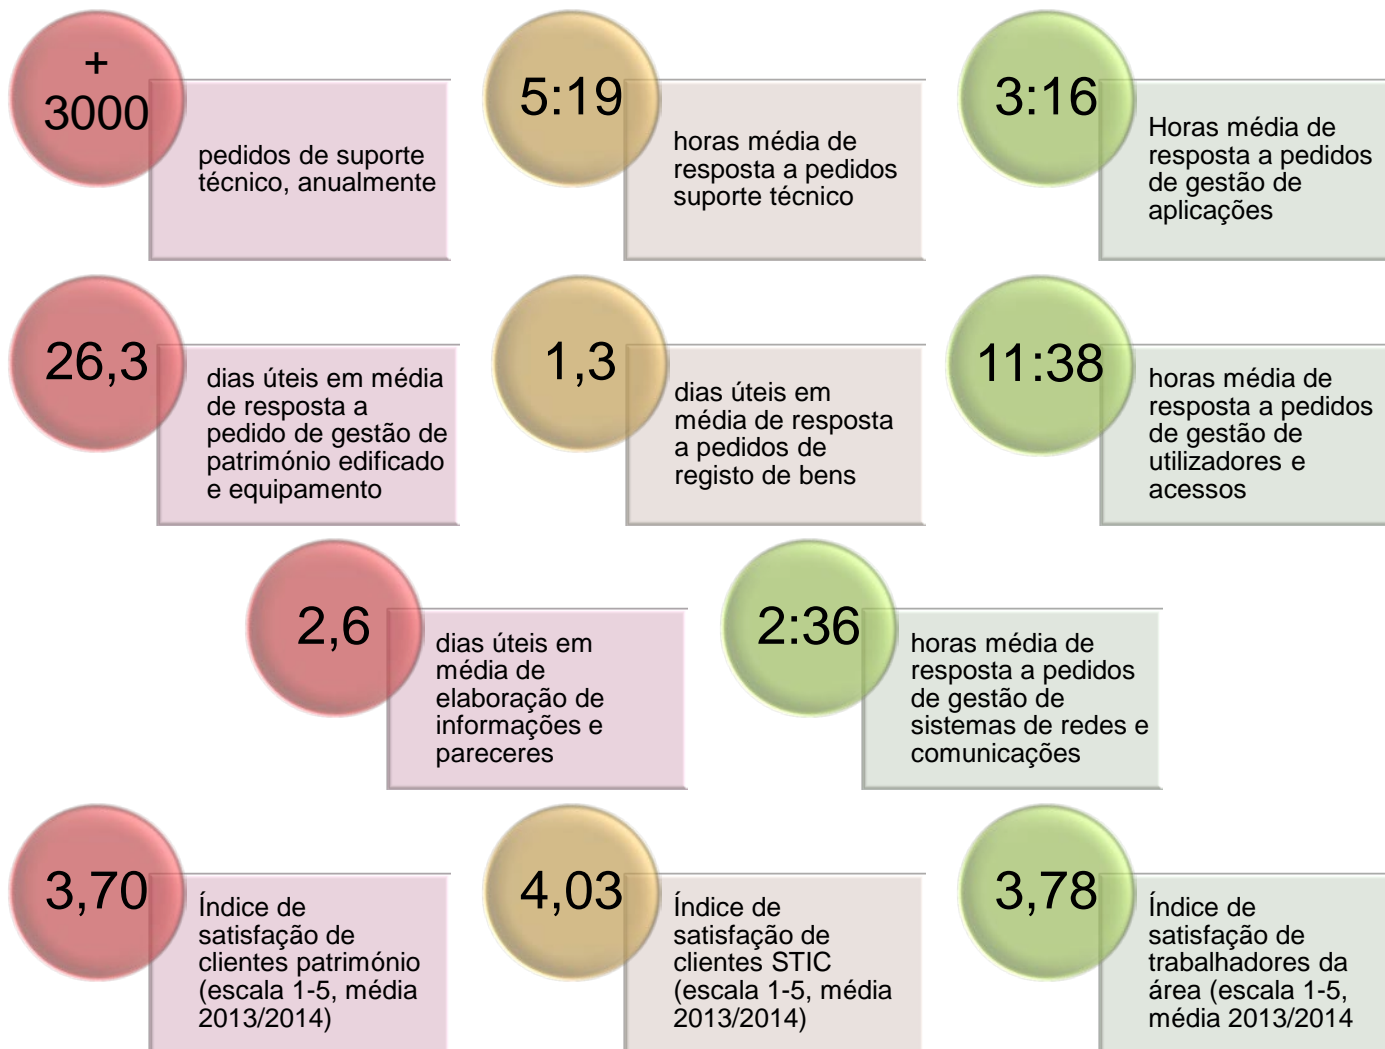 +
3000
pedidos de suporte
técnico, anualmente
5:19
horas média de
resposta a pedidos
suporte técnico
3:16
Horas média de
resposta a pedidos
de gestão de
aplicações
26,3
dias úteis em média
de resposta a
pedido de gestão de
património edificado
e equipamento
1,3
dias úteis em
média de resposta
a pedidos de
registo de bens
11:38
horas média de
resposta a pedidos
de gestão de
utilizadores e
acessos
2,6
dias úteis em
média de
elaboração de
informações e
pareceres
2:36
horas média de
resposta a pedidos
de gestão de
sistemas de redes e
comunicações
3,70
Índice de
satisfação de
clientes património
(escala 1-5, média
2013/2014)
4,03
Índice de
satisfação de
clientes STIC
(escala 1-5, média
2013/2014)
3,78
Índice de
satisfação de
trabalhadores da
área (escala 1-5,
média 2013/2014